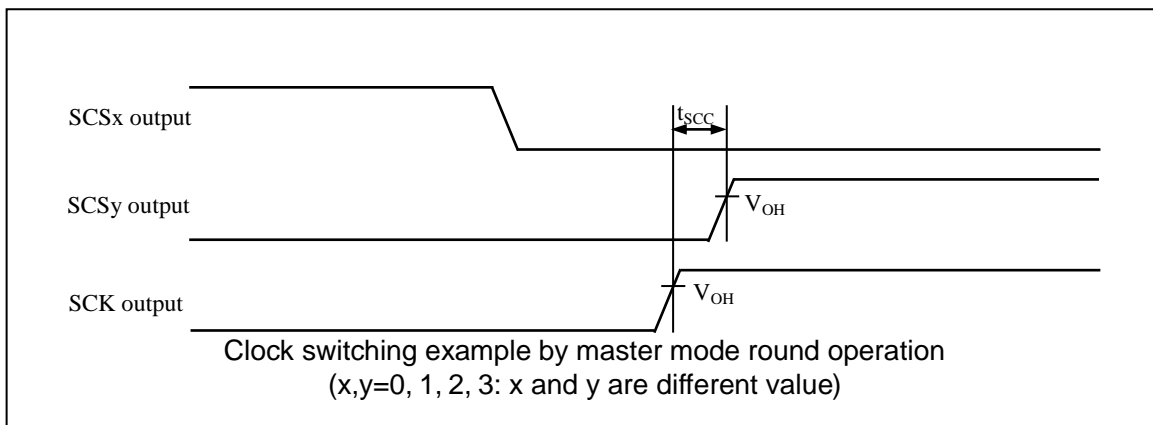 SCSx output
tSCC
SCSy output
VOH
SCK output
VOH
Clock switching example by master mode round operation
(x,y=0, 1, 2, 3: x and y are different value)